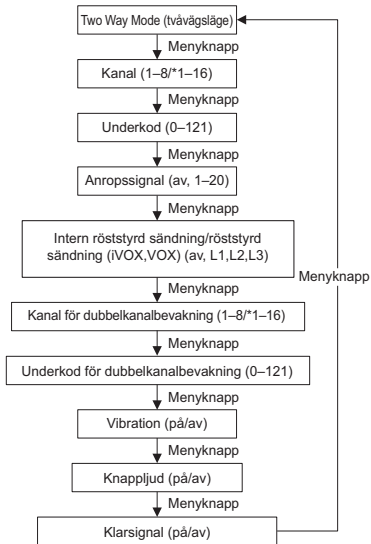 Two Way Mode (tvåvägsläge)
Menyknapp
Kanal (1–8/*1–16)
Menyknapp
Underkod (0–121)
Menyknapp
Anropssignal (av, 1–20)
Menyknapp
Intern röststyrd sändning/röststyrd
sändning (iVOX,VOX) (av, L1,L2,L3)
Menyknapp
Menyknapp
Kanal för dubbelkanalbevakning (1–8/*1–16)
Menyknapp
Underkod för dubbelkanalbevakning (0–121)
Menyknapp
Vibration (på/av)
Menyknapp
Knappljud (på/av)
Menyknapp
Klarsignal (på/av)